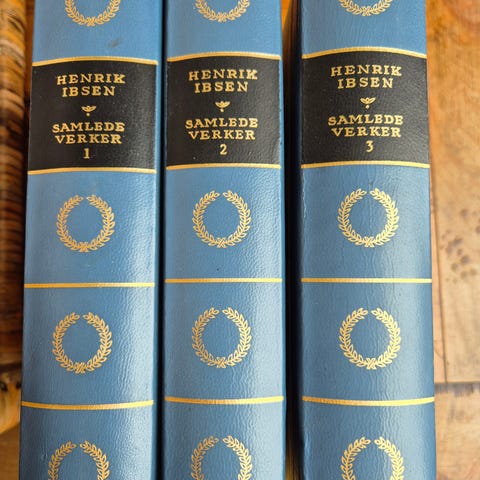 HENRIK
IBSEN
SAMLEDE
VERKER
1
HENRIK
IBSEN
SAMLEDE
VERKER
2
HENRIK
IBSEN
SAMLEDE
VERKER
3